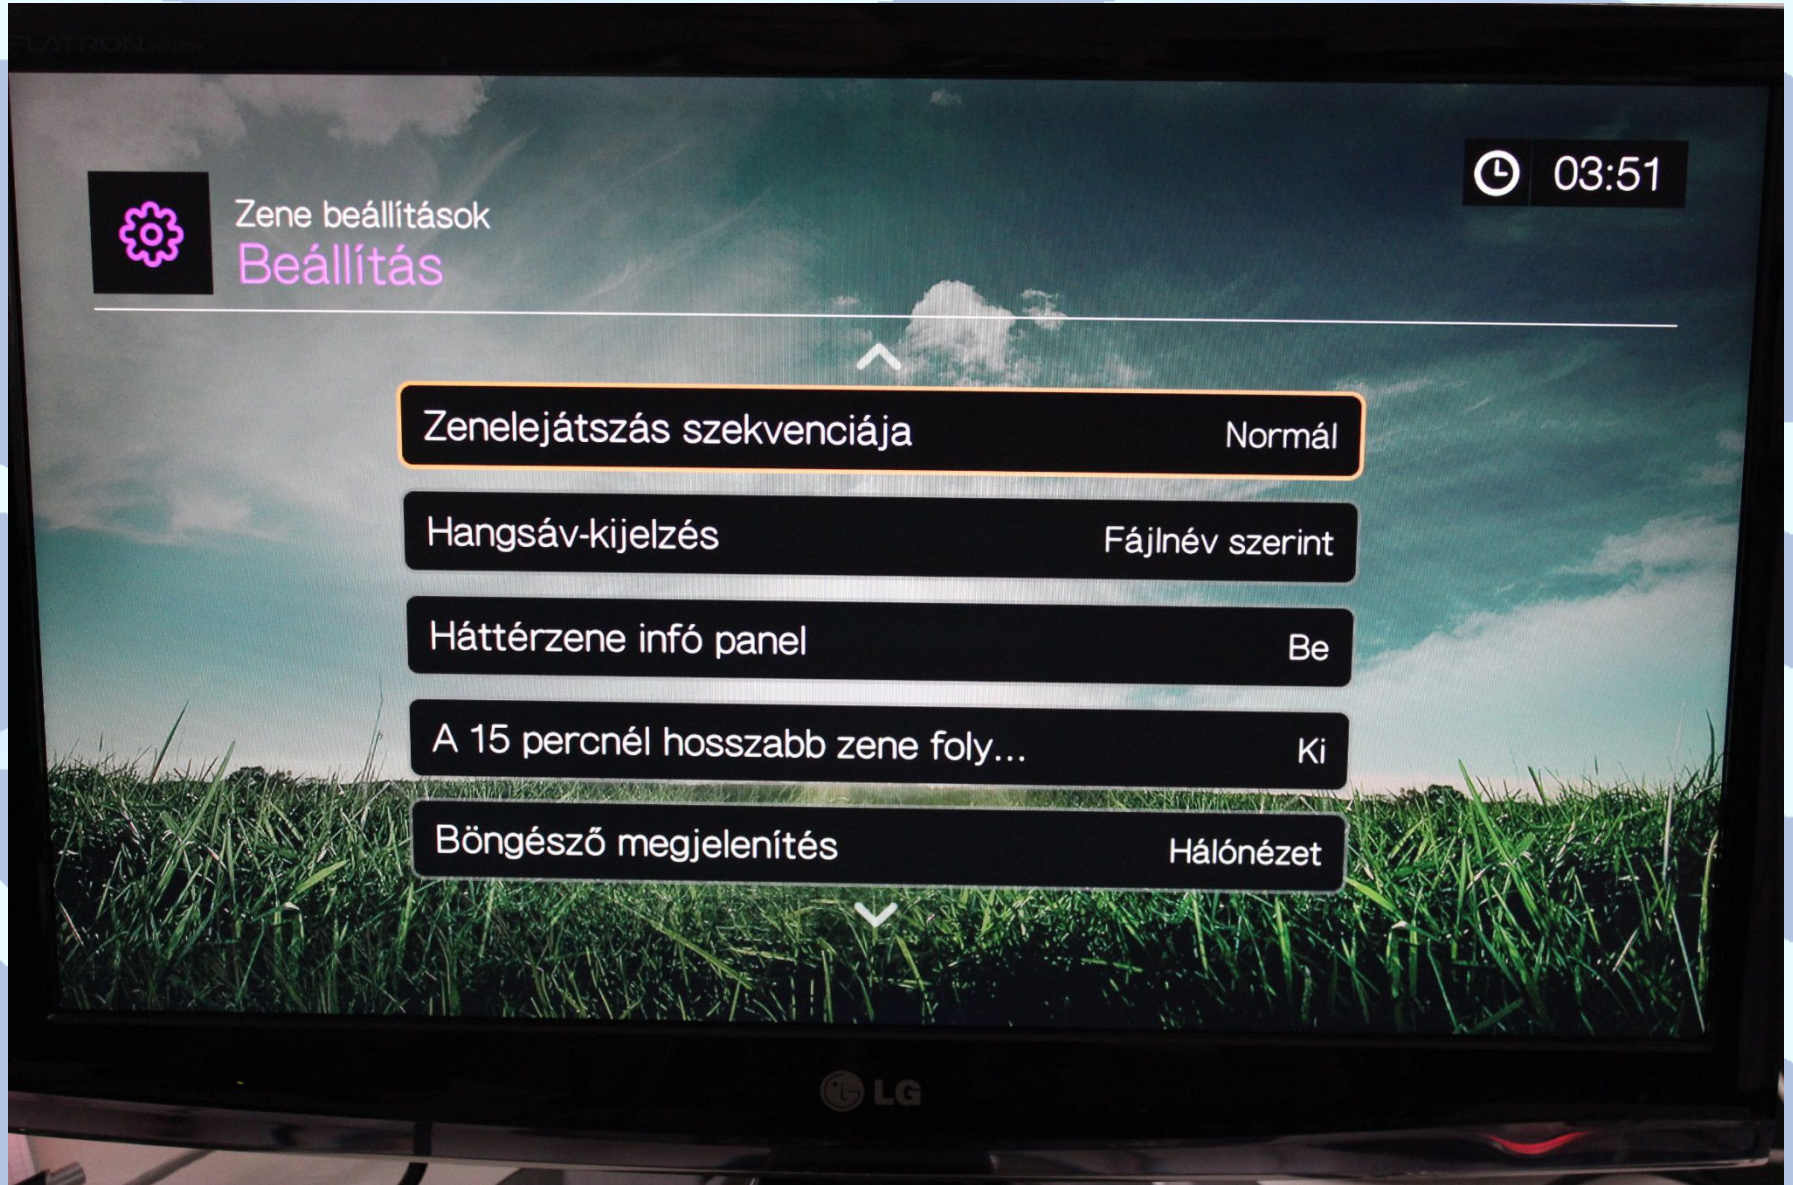 FLATRON
03:51
Zene beállítások
Beállítás
Zenelejátszás szekvenciája Normál
Hangsáv-kijelzés Fájlnév szerint
Háttérzene infó panel Be
A 15 percnél hosszabb zene foly... Ki
Böngésző megjelenítés Hálónézet
LG